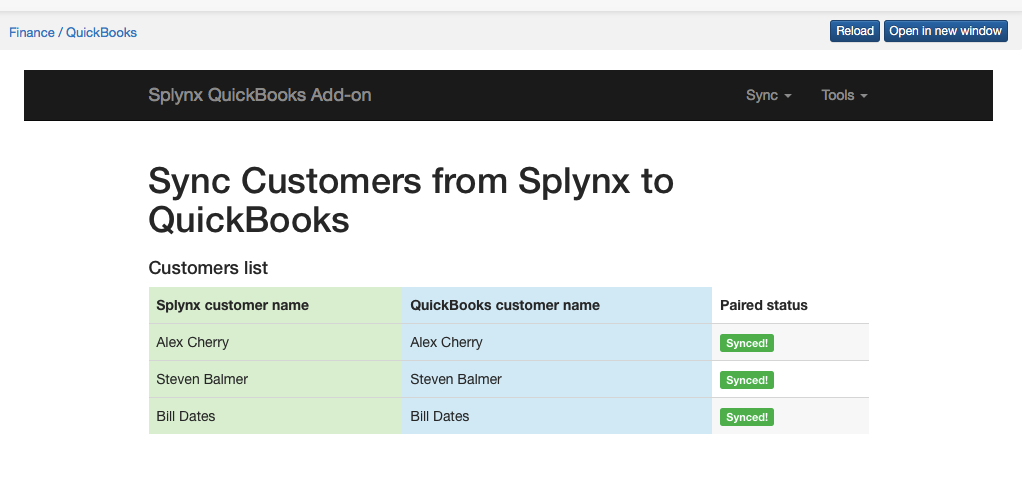 Finance / QuickBooks
Reload
Open in new window
Splynx QuickBooks Add-on
Sync
Tools
Sync Customers from Splynx to
QuickBooks
Customers list
Splynx customer name QuickBooks customer name Paired status
Alex Cherry Alex Cherry Synced!
Steven Balmer Steven Balmer Synced!
Bill Dates Bill Dates Synced!